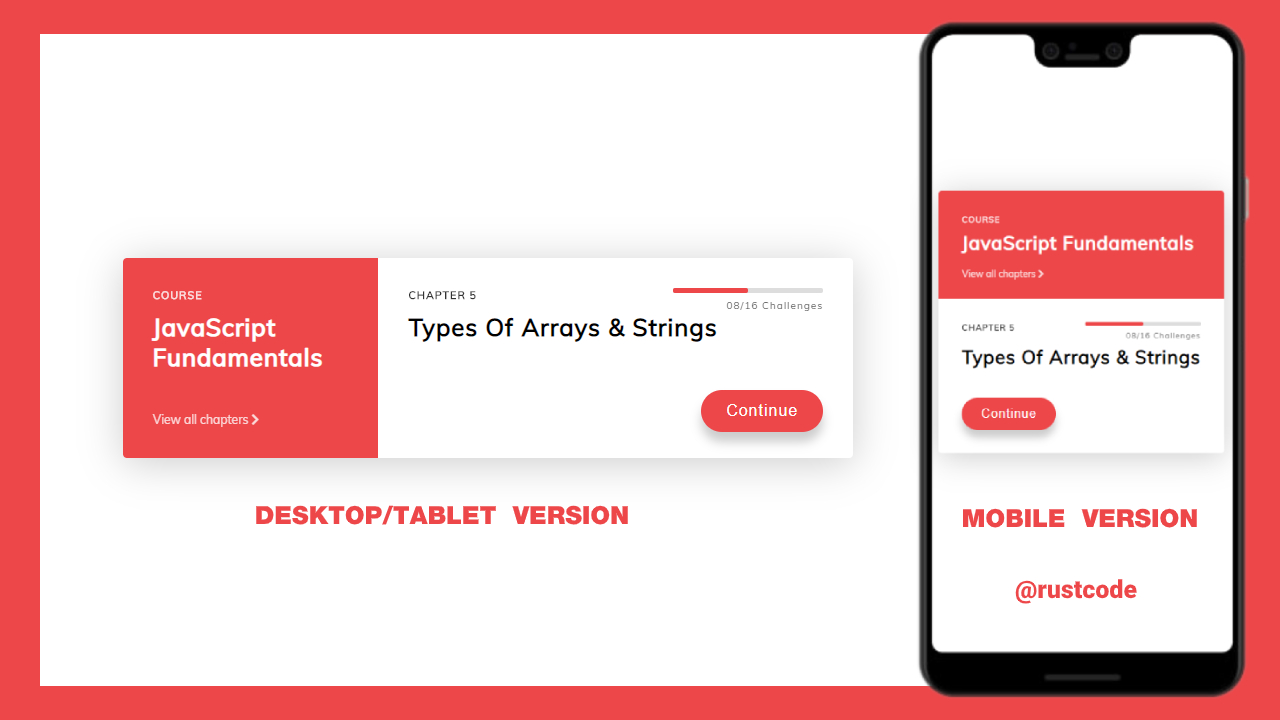 COURSE
JavaScript
Fundamentals
View all chapters
CHAPTER 5
08/16 Challenges
Types Of Arrays & Strings
Continue
DESKTOP/TABLET VERSION
COURSE
JavaScript Fundamentals
View all chapters
CHAPTER 5
08/16 Challenges
Types Of Arrays & Strings
Continue
MOBILE VERSION
@rustcode